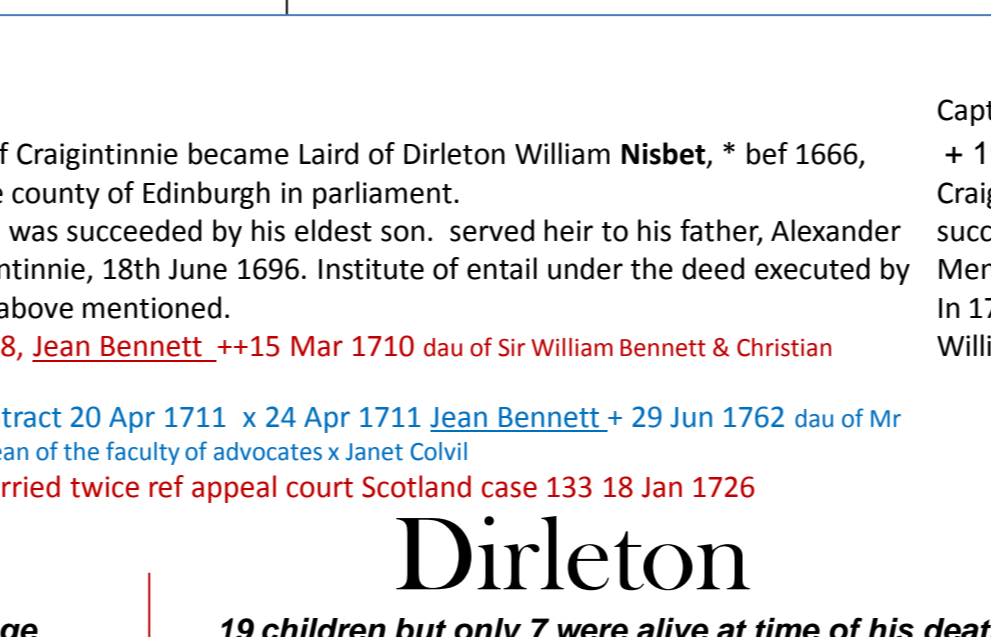 Capt
f Craigintinnie became Laird of Dirleton William Nisbet, * bef 1666,
+ 1
e county of Edinburgh in parliament.
Craig
was succeeded by his eldest son. served heir to his father, Alexander
succ
ntinnie, 18th June 1696. Institute of entail under the deed executed by
Mer
above mentioned.
In 17
8, Jean Bennett ++15 Mar 1710 dau of Sir William Bennett & Christian
Willi
tract 20 Apr 1711 x 24 Apr 1711 Jean Bennett + 29 Jun 1762 dau of Mr
ean of the faculty of advocates x Janet Colvil
rried twice ref appeal court Scotland case 133 18 Jan 1726
Dirleton
ge
19 children but only 7 were alive at time of his deat